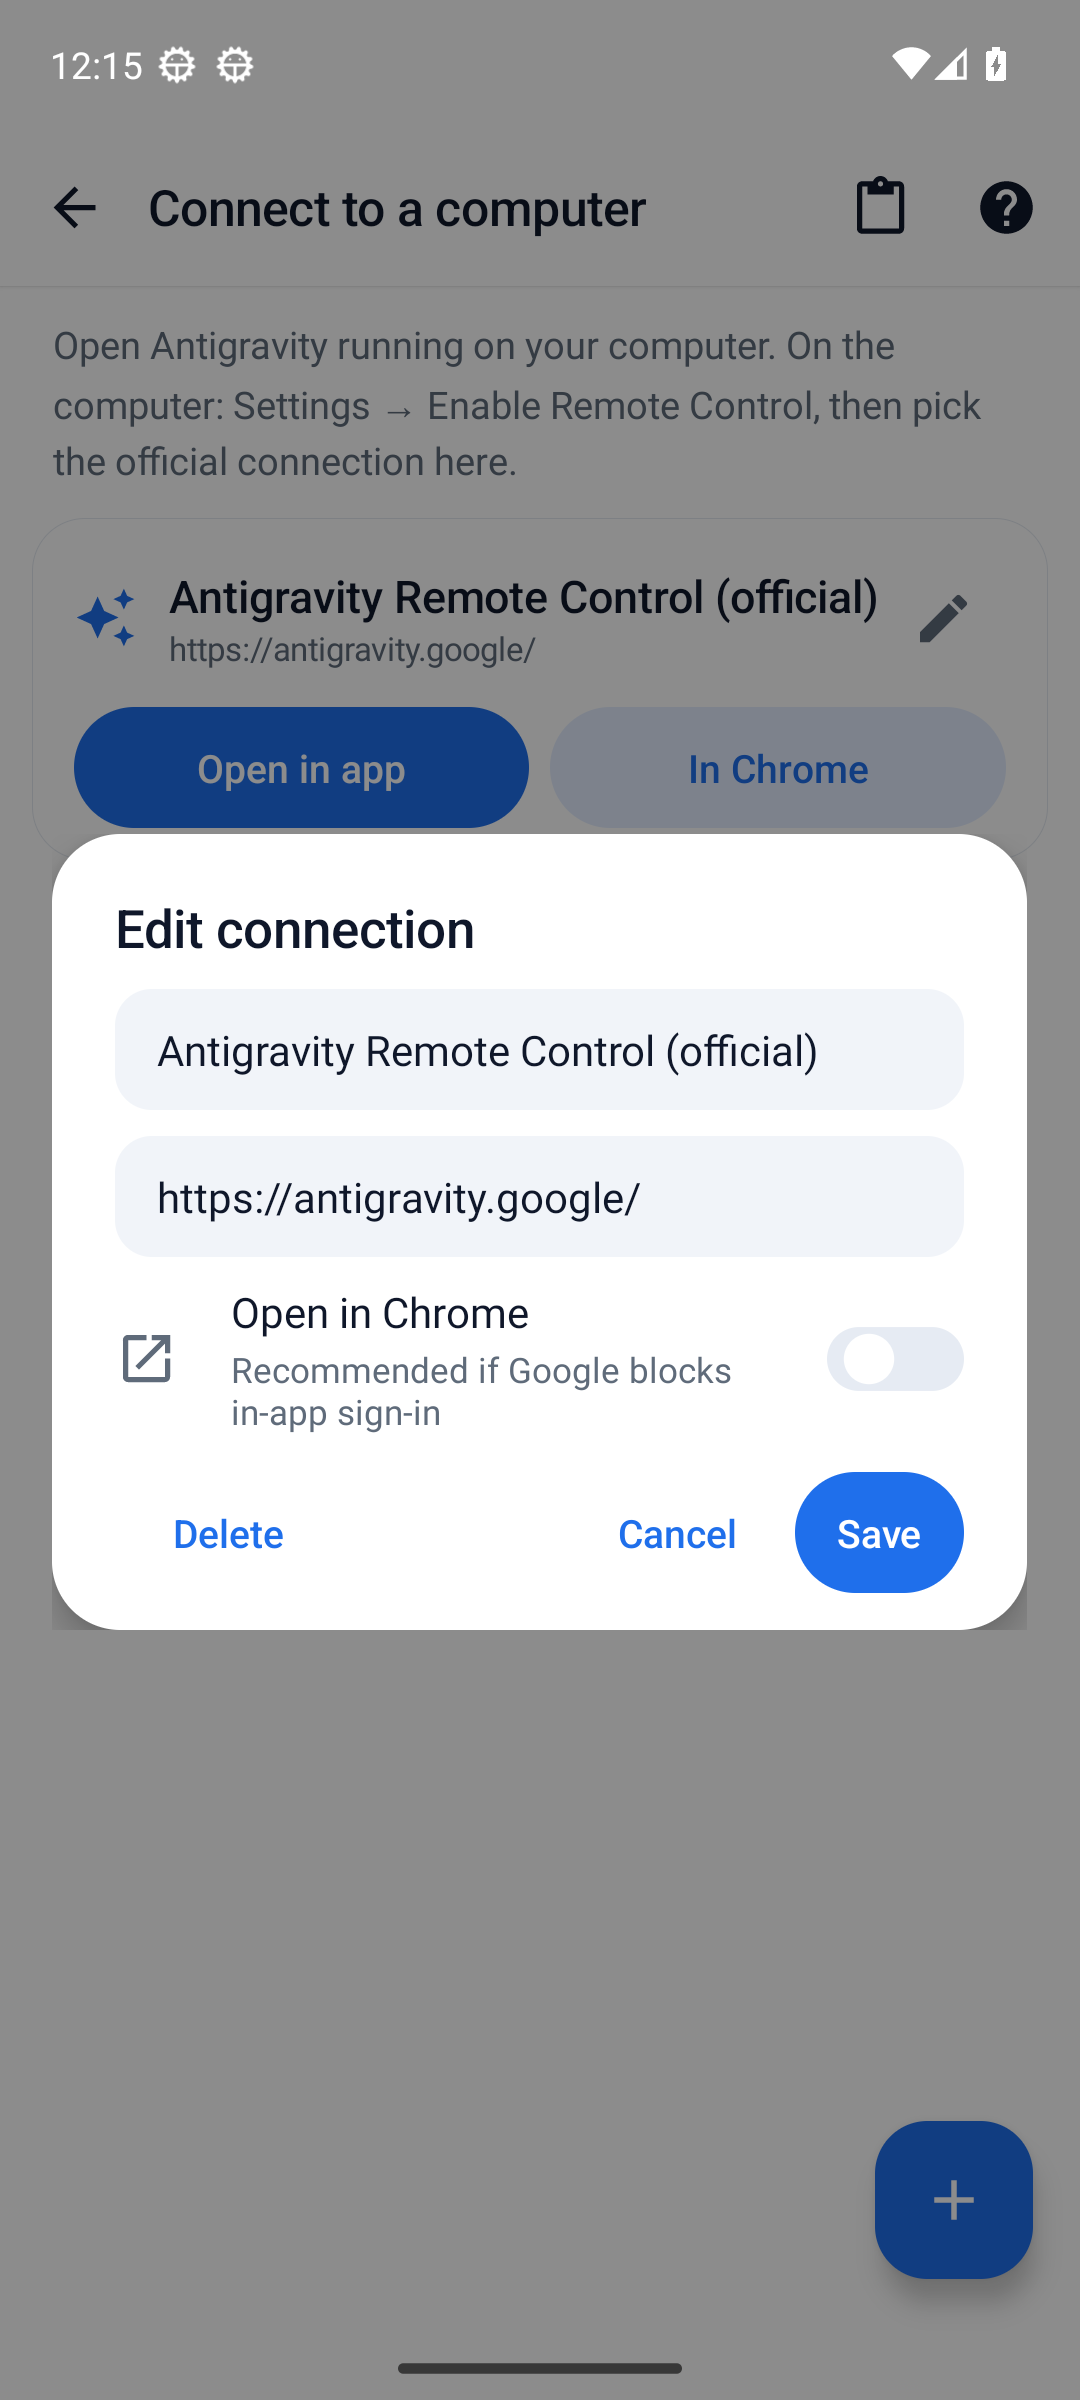 12:15
Connect to a computer
Open Antigravity running on your computer. On the
computer: Settings → Enable Remote Control, then pick
the official connection here.
Antigravity Remote Control (official)
https://antigravity.google/
Open in app
In Chrome
Edit connection
Antigravity Remote Control (official)
https://antigravity.google/
Open in Chrome
Recommended if Google blocks
in-app sign-in
Delete
Cancel
Save